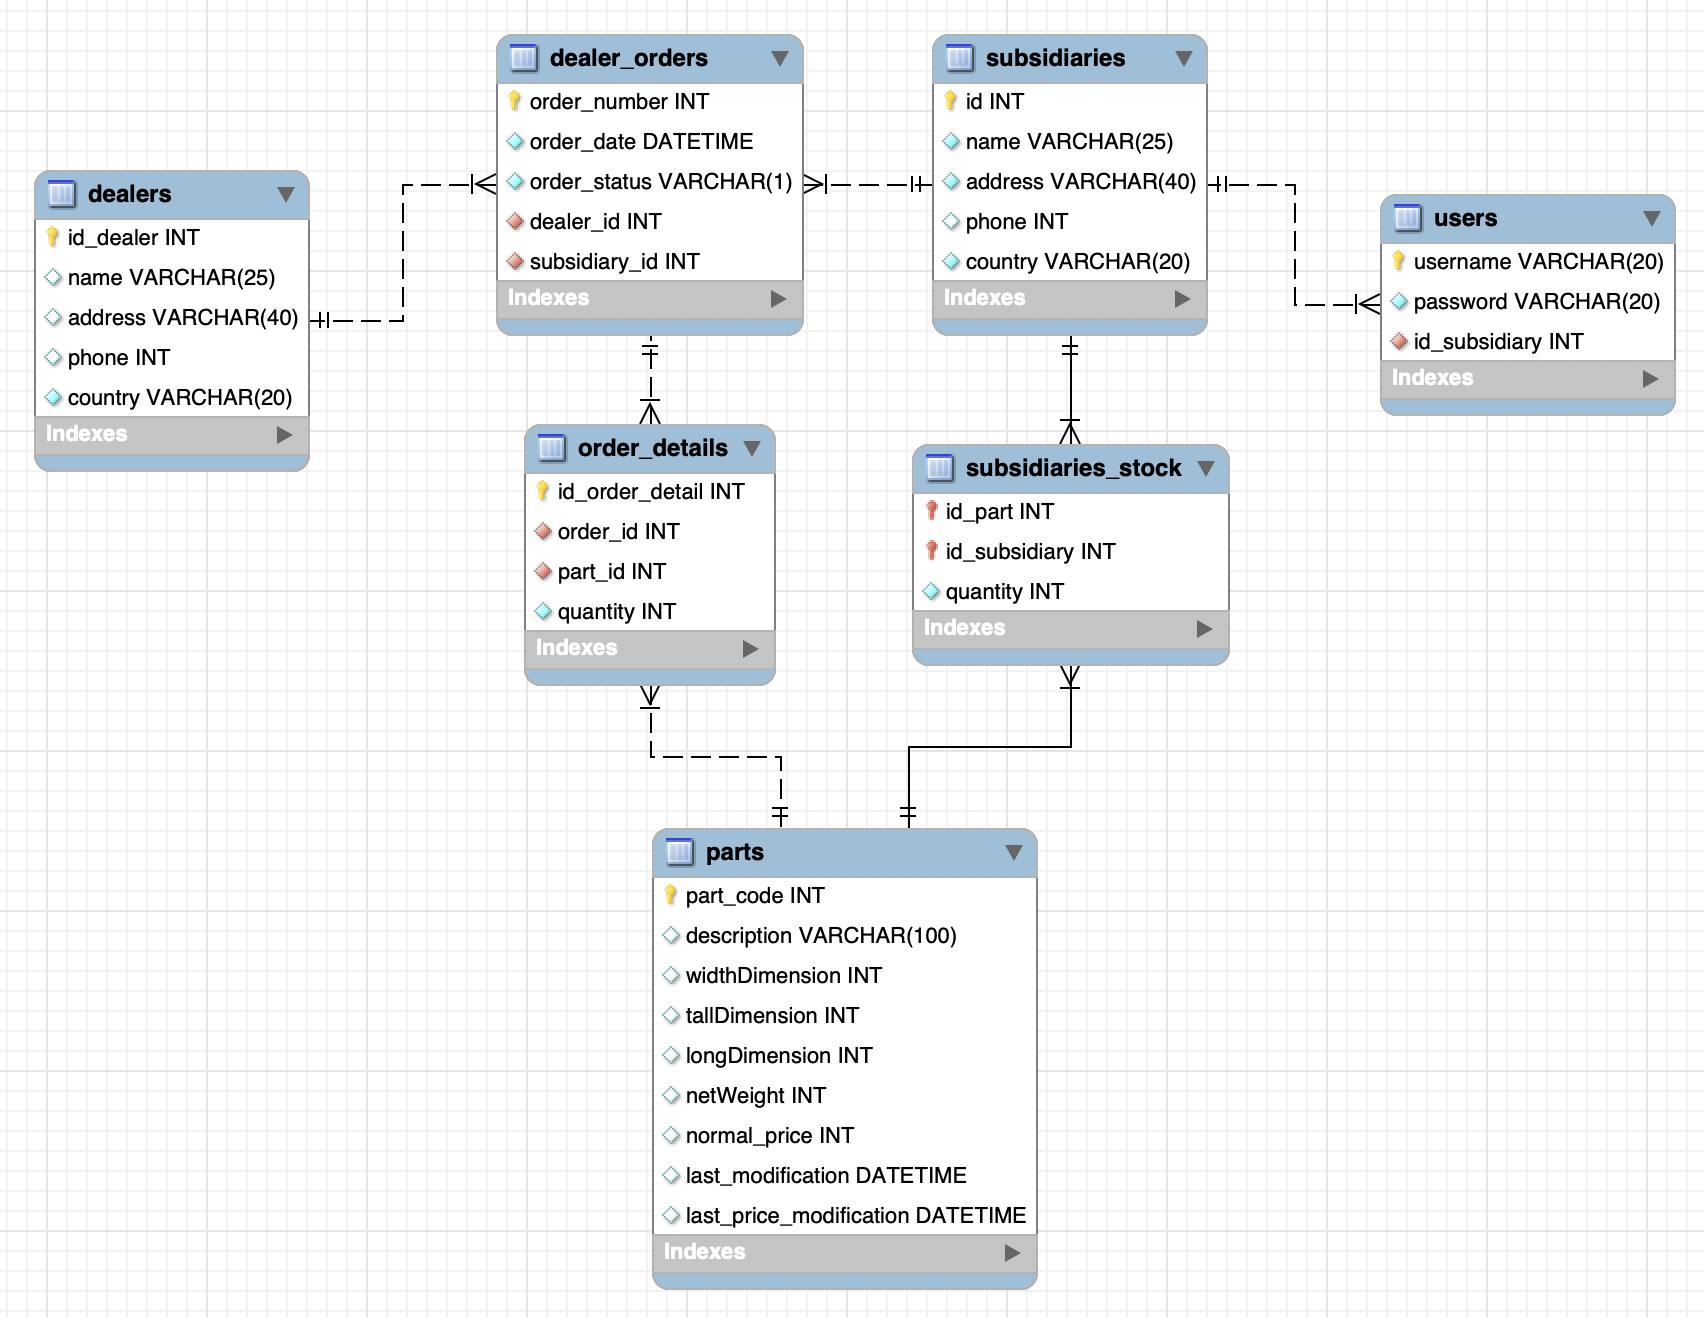 dealer_orders
order_number INT
order_date DATETIME
order_status VARCHAR(1)
dealer_id INT
subsidiary_id INT
Indexes
subsidiaries
id INT
name VARCHAR(25)
address VARCHAR(40)
phone INT
country VARCHAR(20)
Indexes
dealers
id_dealer INT
name VARCHAR(25)
address VARCHAR(40)
phone INT
country VARCHAR(20)
Indexes
users
username VARCHAR(20)
password VARCHAR(20)
id_subsidiary INT
Indexes
order_details
id_order_detail INT
order_id INT
part_id INT
quantity INT
Indexes
subsidiaries_stock
id_part INT
id_subsidiary INT
quantity INT
Indexes
parts
part_code INT
description VARCHAR(100)
widthDimension INT
tallDimension INT
longDimension INT
netWeight INT
normal_price INT
last_modification DATETIME
last_price_modification DATETIME
Indexes